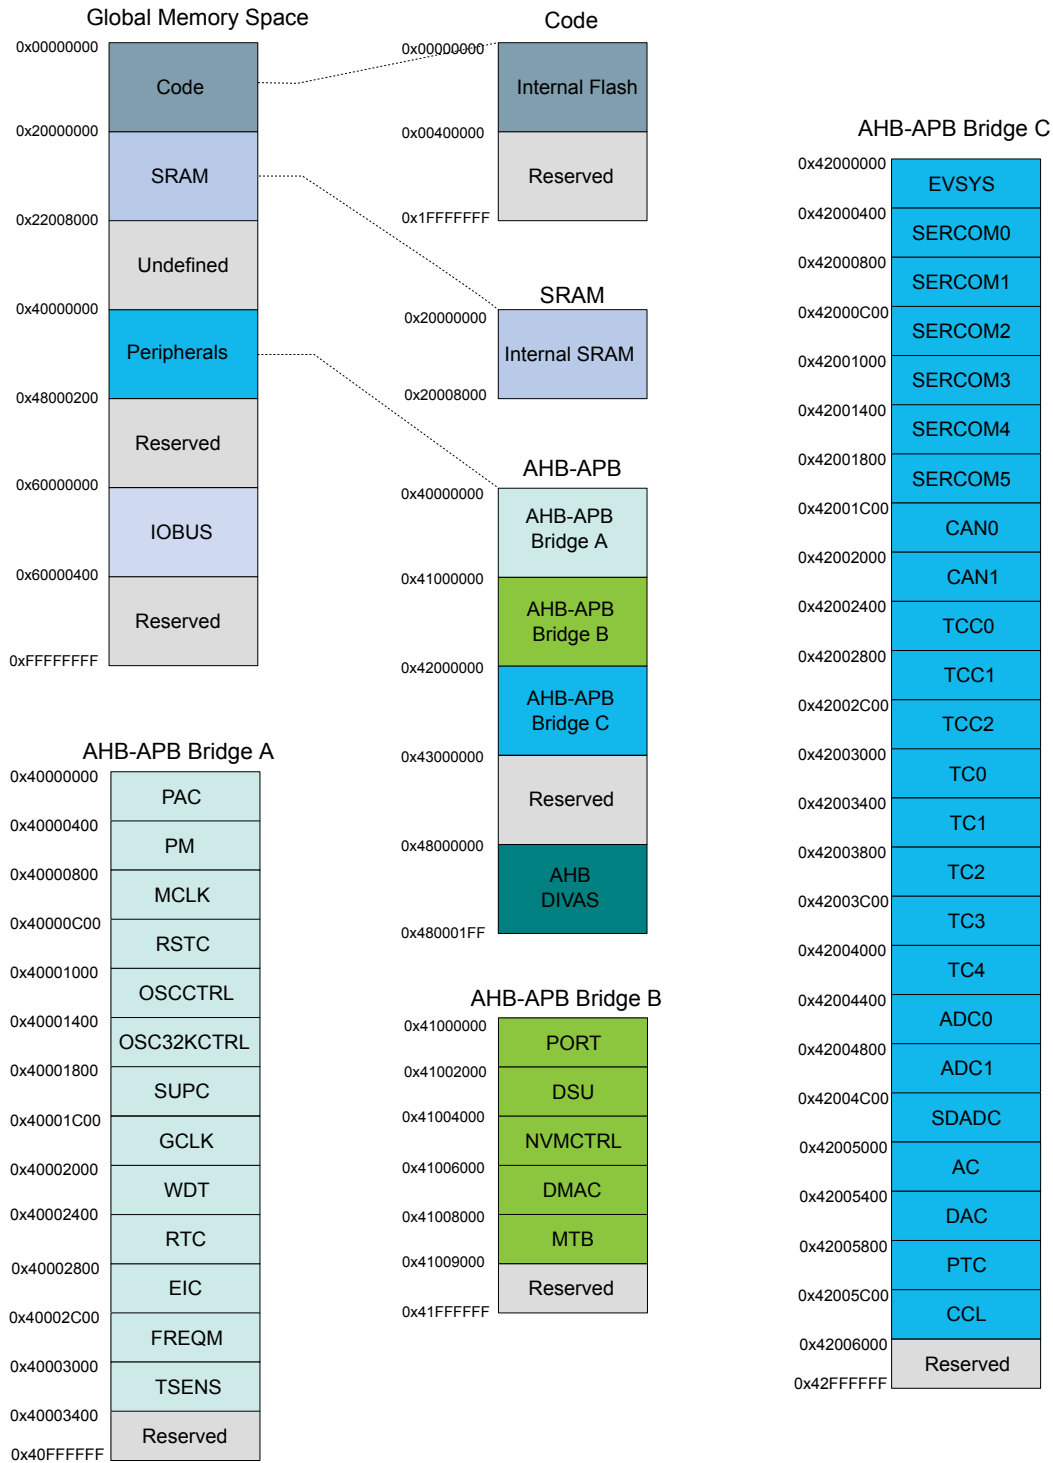 Global Memory Space
0x00000000
Code
0x20000000
SRAM
0x22008000
Undefined
0x40000000
Peripherals
0x48000200
Reserved
0x60000000
IOBUS
0x60000400
Reserved
0xFFFFFFFF
Code
0x00000000
Internal Flash
0x00400000
Reserved
0x1FFFFFFF
SRAM
0x20000000
Internal SRAM
0x20008000
AHB-APB
0x40000000
AHB-APB
Bridge A
0x41000000
AHB-APB
Bridge B
0x42000000
AHB-APB
Bridge C
0x43000000
Reserved
0x48000000
AHB
DIVAS
0x480001FF
AHB-APB Bridge A
0x40000000
PAC
0x40000400
PM
0x40000800
MCLK
0x40000C00
RSTC
0x40001000
OSCCTRL
0x40001400
OSC32KCTRL
0x40001800
SUPC
0x40001C00
GCLK
0x40002000
WDT
0x40002400
RTC
0x40002800
EIC
0x40002C00
FREQM
0x40003000
TSENS
0x40003400
Reserved
0x40FFFFFF
AHB-APB Bridge B
0x41000000
PORT
0x41002000
DSU
0x41004000
NVMCTRL
0x41006000
DMAC
0x41008000
MTB
0x41009000
Reserved
0x41FFFFFF
AHB-APB Bridge C
0x42000000
EVSYS
0x42000400
SERCOM0
0x42000800
SERCOM1
0x42000C00
SERCOM2
0x42001000
SERCOM3
0x42001400
SERCOM4
0x42001800
SERCOM5
0x42001C00
CAN0
0x42002000
CAN1
0x42002400
TCC0
0x42002800
TCC1
0x42002C00
TCC2
0x42003000
TC0
0x42003400
TC1
0x42003800
TC2
0x42003C00
TC3
0x42004000
TC4
0x42004400
ADC0
0x42004800
ADC1
0x42004C00
SDADC
0x42005000
AC
0x42005400
DAC
0x42005800
PTC
0x42005C00
CCL
0x42006000
Reserved
0x42FFFFFF